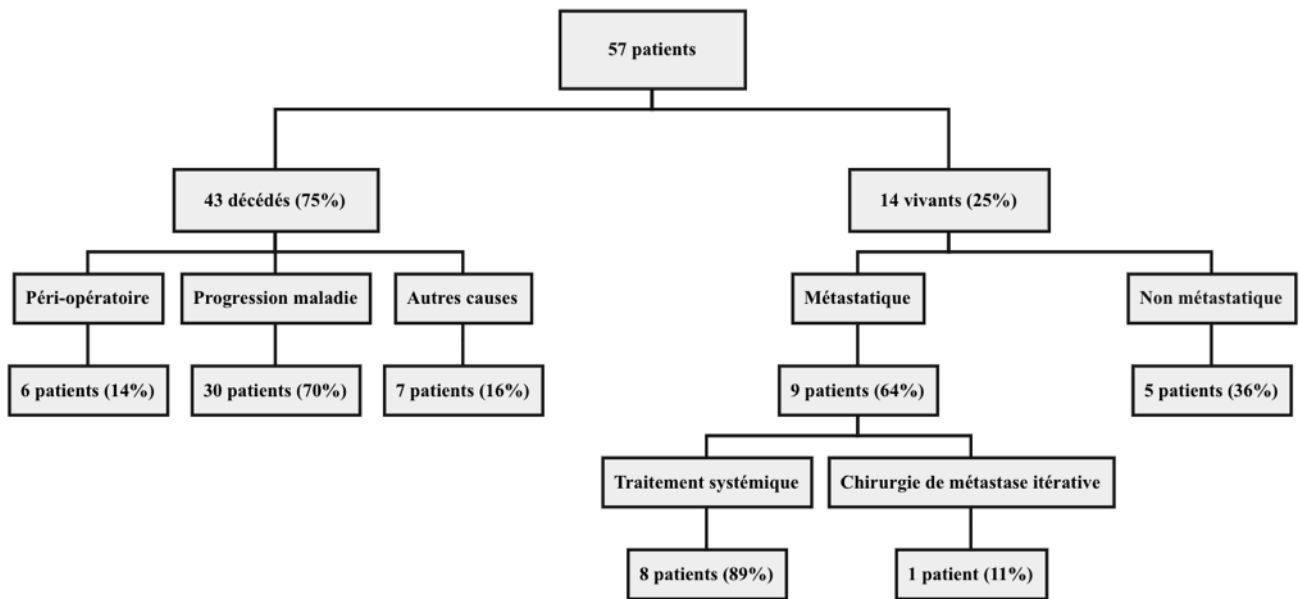 57 patients
43 décédés (75%)
14 vivants (25%)
Péri-opératoire
Progression maladie
Autres causes
Métastatique
Non métastatique
6 patients (14%)
30 patients (70%)
7 patients (16%)
9 patients (64%)
5 patients (36%)
Traitement systémique
Chirurgie de métastase itérative
8 patients (89%)
1 patient (11%)